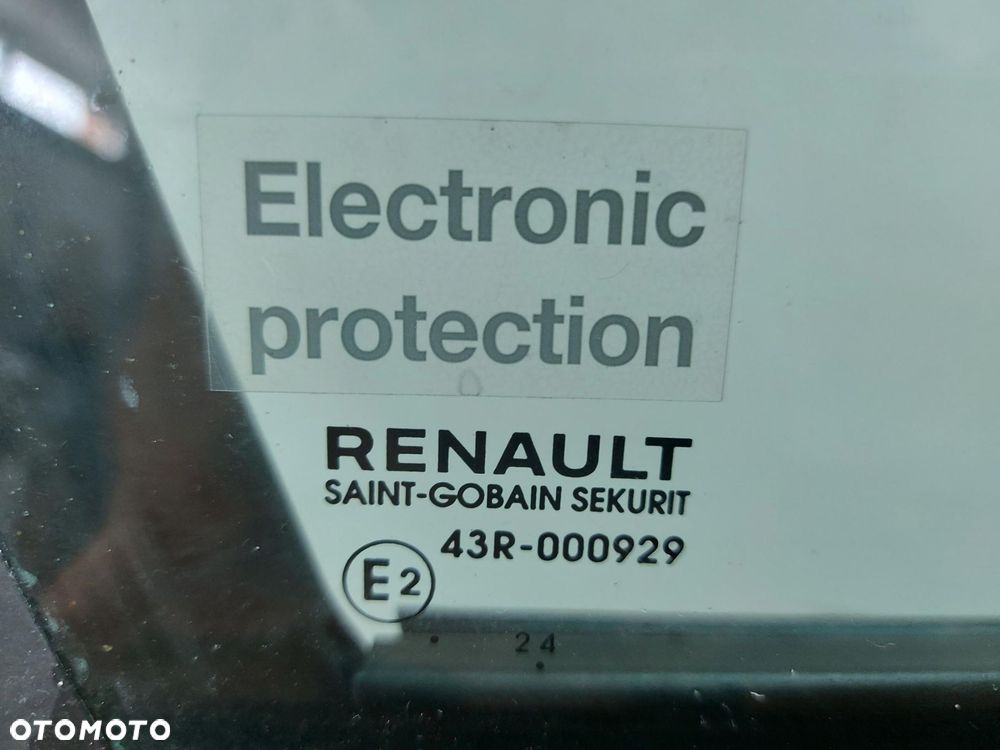 Electronic
protection
RENAULT
SAINT-GOBAIN SEKURIT
43R-000929
E2
24
OTOMOTO